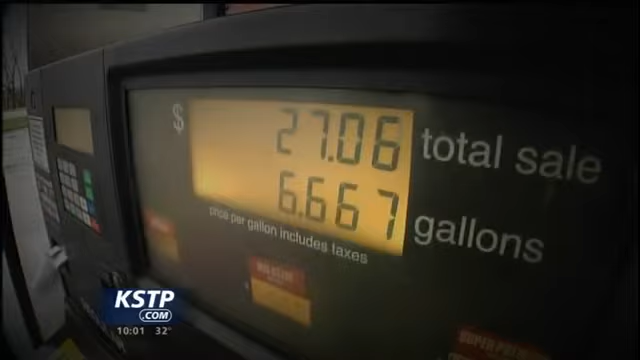 $ 27.06 total sale
6.667 gallons
price per gallon includes taxes
KSTP
.COM
10:01 32°